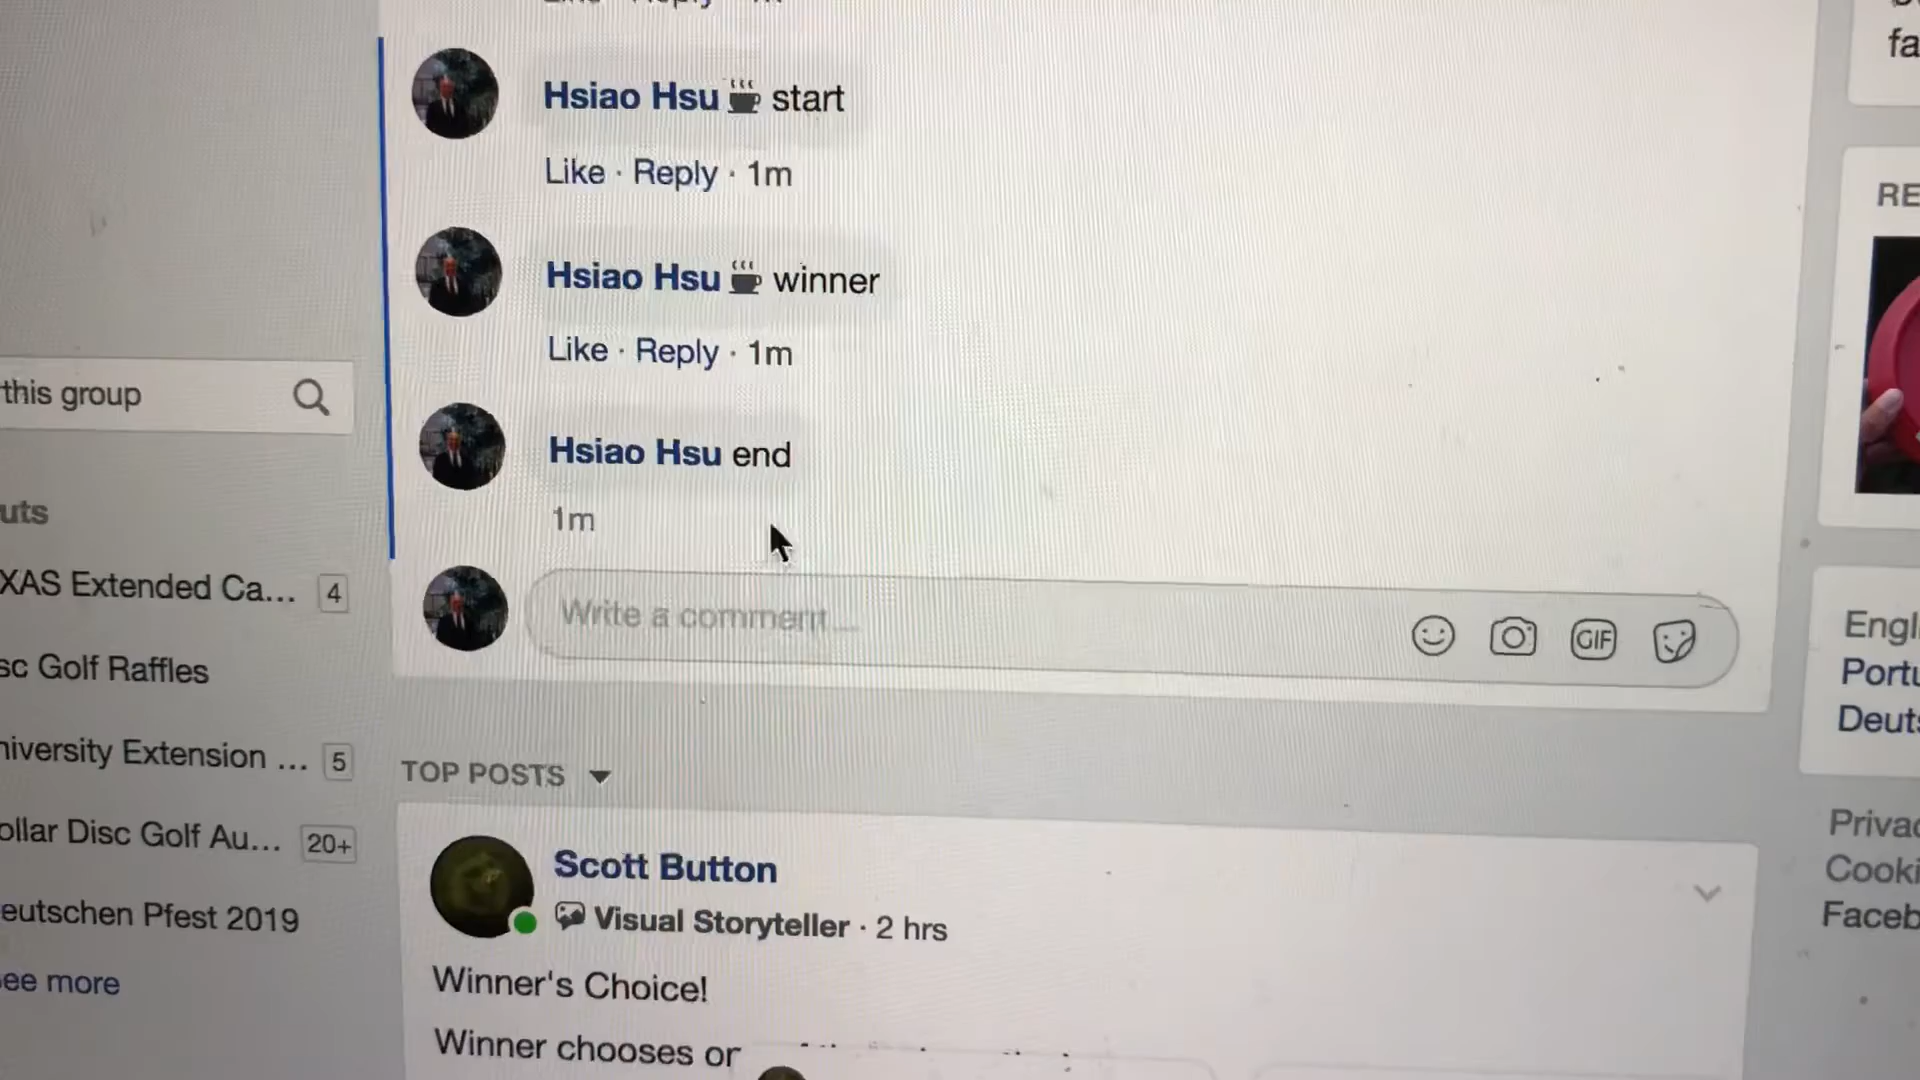 Hsiao Hsu start
Like · Reply · 1m
Hsiao Hsu winner
Like · Reply · 1m
Hsiao Hsu end
1m
Write a comment...
GIF
TOP POSTS
Scott Button
Visual Storyteller · 2 hrs
Winner's Choice!
Winner chooses or
this group
uts
XAS Extended Ca... 4
sc Golf Raffles
niversity Extension ... 5
ollar Disc Golf Au... 20+
eutschen Pfest 2019
ee more
fa
RE
Engl
Portu
Deuts
Privac
Cooki
Faceb